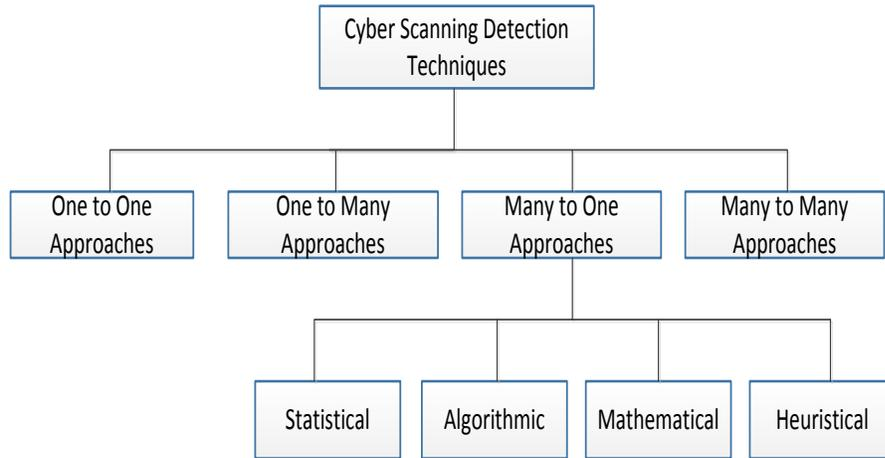 Cyber Scanning Detection
Techniques
One to One
Approaches
One to Many
Approaches
Many to One
Approaches
Many to Many
Approaches
Statistical
Algorithmic
Mathematical
Heuristical